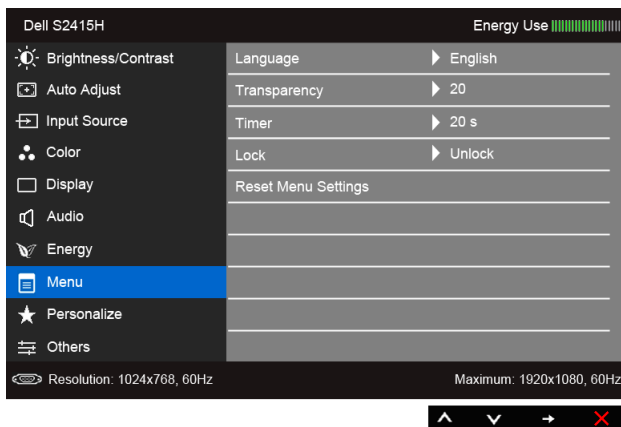 Dell S2415H Energy Use
Brightness/Contrast Language English
Auto Adjust Transparency 20
Input Source Timer 20 s
Color Lock Unlock
Display Reset Menu Settings
Audio
Energy
Menu
Personalize
Others
Resolution: 1024x768, 60Hz Maximum: 1920x1080, 60Hz